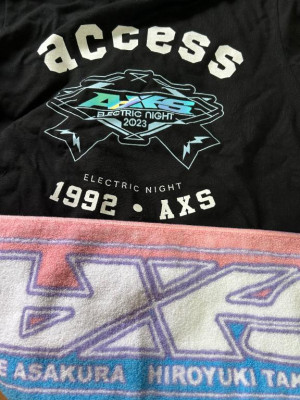 access
AXS
ELECTRIC NIGHT
2023
ELECTRIC NIGHT
1992 • AXS
AXS
E ASAKURA HIROYUKI TAK